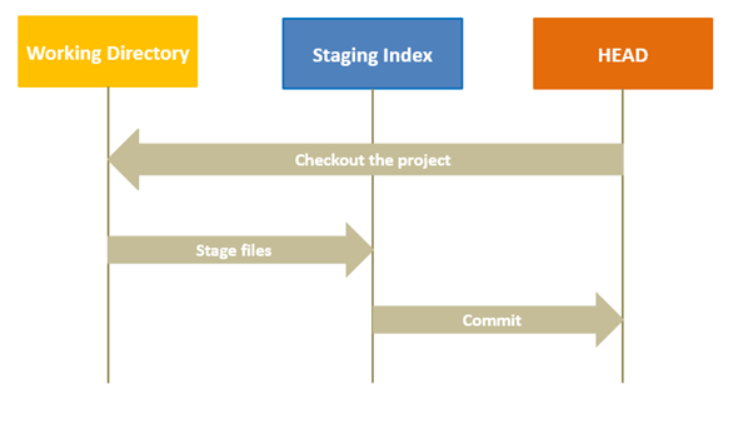 Working Directory
Staging Index
HEAD
Checkout the project
Stage files
Commit